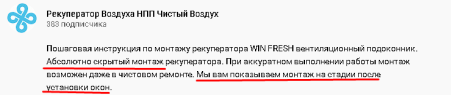 Рекуператор Воздуха НПП Чистый Воздух
383 подписчика
Пошаговая инструкция по монтажу рекуператора WIN FRESH вентиляционный подоконник.
Абсолютно скрытый монтаж рекуператора. При аккуратном выполнении работы монтаж
возможен даже в чистовом ремонте. Мы вам показываем монтаж на стадии после
установки окон.